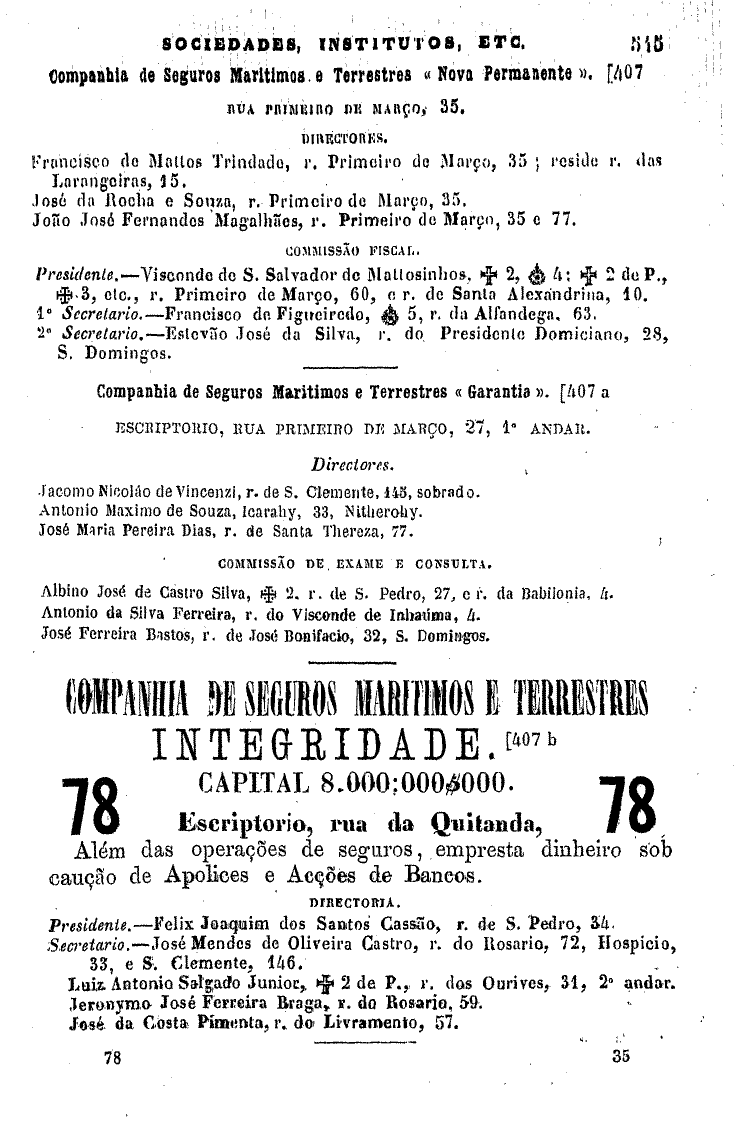 SOCIEDADES, INSTITUTOS, ETC. 545
Companhia de Seguros Maritimos e Terrestres « Nova Permanente ». [407
RUA PRIMEIRO DE MARÇO, 35.
DIRECTORES.
Francisco de Mattos Trindade, r. Primeiro de Março, 35 ; reside r. das
Larangeiras, 15.
José da Rocha e Souza, r. Primeiro de Março, 35.
João José Fernandes Magalhães, r. Primeiro de Março, 35 e 77.
COMMISSÃO FISCAL.
Presidente.—Visconde de S. Salvador de Mattosinhos, ✠ 2, 4; ✠ 2 de P.,
✠ 3, etc., r. Primeiro de Março, 60, e r. de Santa Alexandrina, 10.
1º Secretario.—Francisco de Figueiredo, 5, r. da Alfandega, 63.
2º Secretario.—Estevão José da Silva, r. do Presidente Domiciano, 28,
S. Domingos.
Companhia de Seguros Maritimos e Terrestres « Garantia ». [407 a
ESCRIPTORIO, RUA PRIMEIRO DE MARÇO, 27, 1º ANDAR.
Directores.
Jacomo Nicoláo de Vincenzi, r. de S. Clemente, 145, sobrado.
Antonio Maximo de Souza, Icarahy, 33, Nitherohy.
José Maria Pereira Dias, r. de Santa Thereza, 77.
COMMISSÃO DE EXAME E CONSULTA.
Albino José de Castro Silva, ✠ 2, r. de S. Pedro, 27, e r. da Babilonia, 4.
Antonio da Silva Ferreira, r. do Visconde de Inhaúma, 4.
José Ferreira Bastos, r. de José Bonifacio, 32, S. Domingos.
COMPANHIA DE SEGUROS MARITIMOS E TERRESTRES
INTEGRIDADE. [407 b
CAPITAL 8.000:000$000.
78 Escriptorio, rua da Quitanda, 78
Além das operações de seguros, empresta dinheiro sob
caução de Apolices e Acções de Bancos.
DIRECTORIA.
Presidente.—Felix Joaquim dos Santos Cassão, r. de S. Pedro, 34.
Secretario.—José Mendes de Oliveira Castro, r. do Rosario, 72, Hospicio,
33, e S. Clemente, 146.
Luiz Antonio Salgado Junior, ✠ 2 de P., r. dos Ourives, 31, 2º andar.
Jeronymo José Ferreira Braga, r. do Rosario, 59.
José da Costa Pimenta, r. do Livramento, 57.
78 35